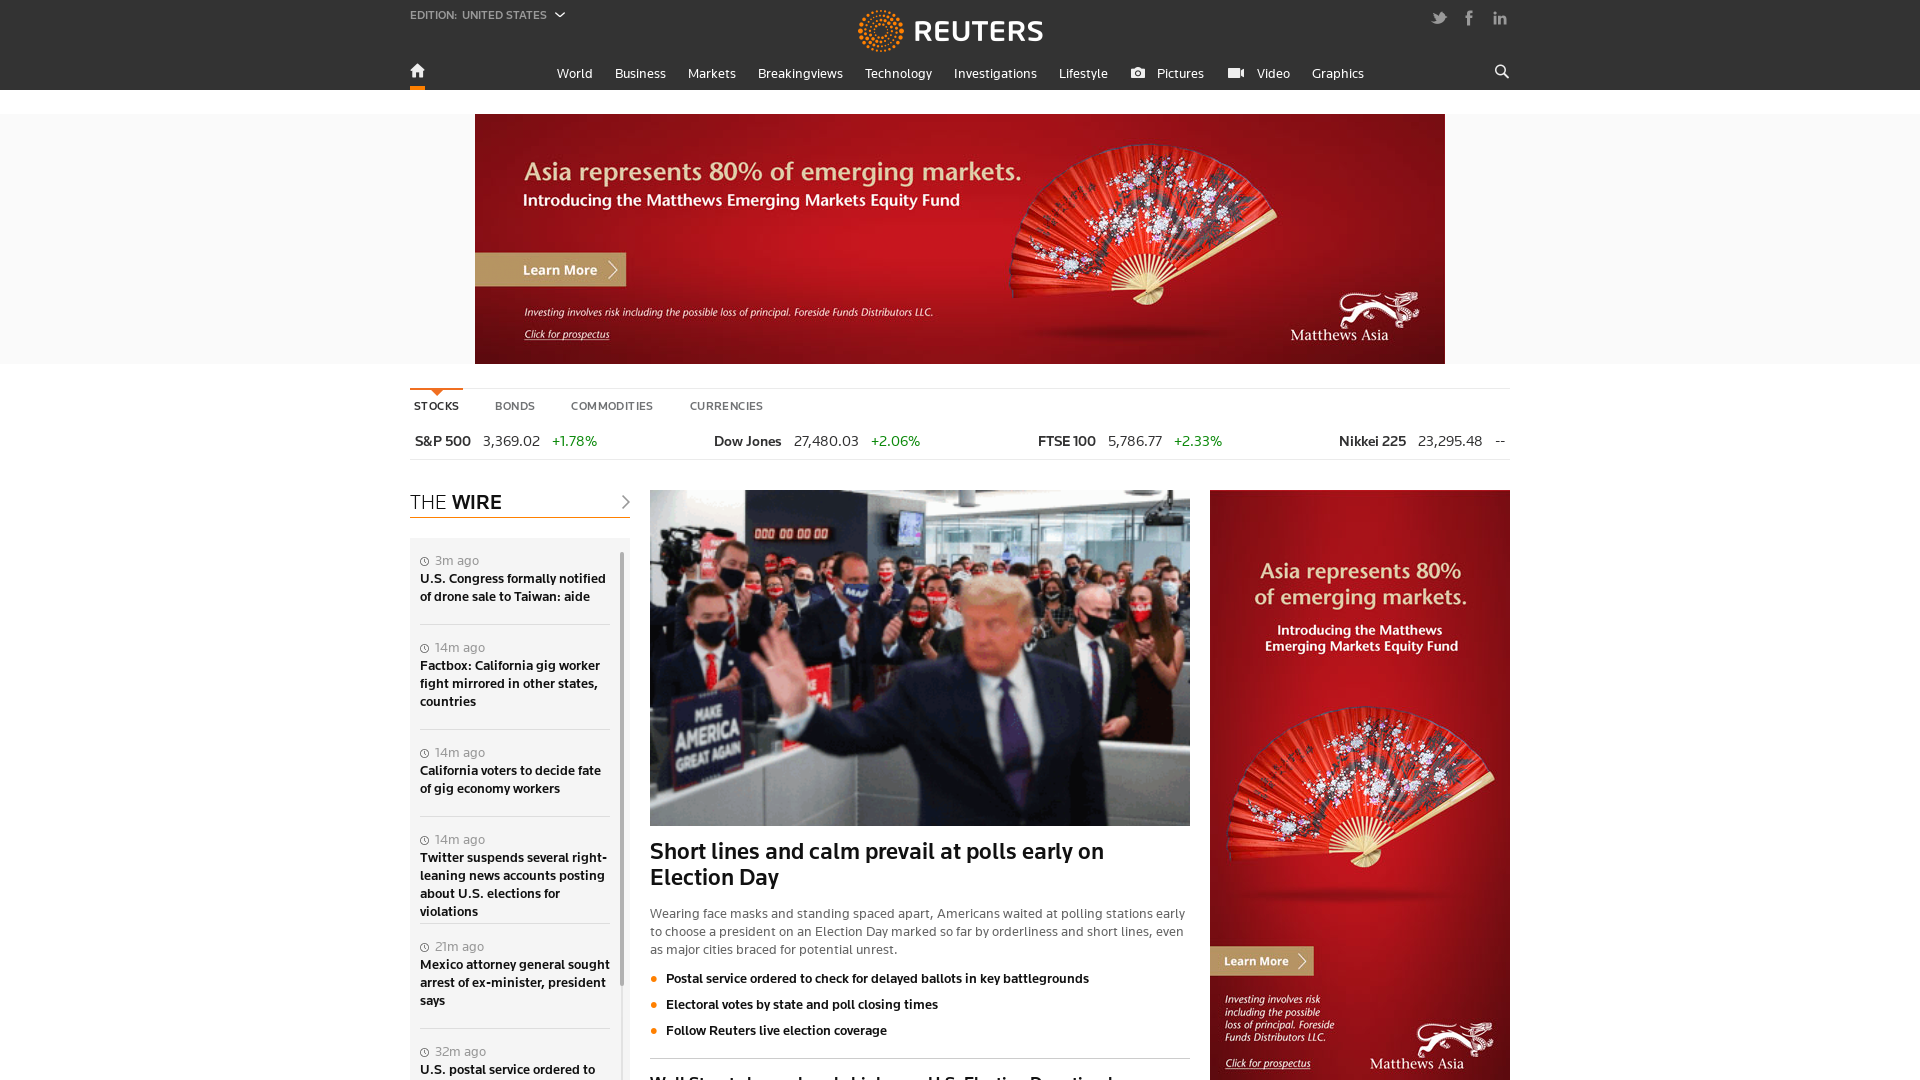 EDITION: UNITED STATES
REUTERS
World Business Markets Breakingviews Technology Investigations Lifestyle Pictures Video Graphics
Asia represents 80% of emerging markets.
Introducing the Matthews Emerging Markets Equity Fund
Learn More
Investing involves risk including the possible loss of principal. Foreside Funds Distributors LLC.
Click for prospectus
Matthews Asia
STOCKS BONDS COMMODITIES CURRENCIES
S&P 500 3,369.02 +1.78% Dow Jones 27,480.03 +2.06% FTSE 100 5,786.77 +2.33% Nikkei 225 23,295.48 --
THE WIRE
3m ago
U.S. Congress formally notified
of drone sale to Taiwan: aide
14m ago
Factbox: California gig worker
fight mirrored in other states,
countries
14m ago
California voters to decide fate
of gig economy workers
14m ago
Twitter suspends several right-
leaning news accounts posting
about U.S. elections for
violations
21m ago
Mexico attorney general sought
arrest of ex-minister, president
says
32m ago
U.S. postal service ordered to
000 00 00 00 00
MAKE
AMERICA
GREAT AGAIN
Short lines and calm prevail at polls early on
Election Day
Wearing face masks and standing spaced apart, Americans waited at polling stations early
to choose a president on an Election Day marked so far by orderliness and short lines, even
as major cities braced for potential unrest.
Postal service ordered to check for delayed ballots in key battlegrounds
Electoral votes by state and poll closing times
Follow Reuters live election coverage
Asia represents 80%
of emerging markets.
Introducing the Matthews
Emerging Markets Equity Fund
Learn More
Investing involves risk
including the possible
loss of principal. Foreside
Funds Distributors LLC.
Click for prospectus
Matthews Asia